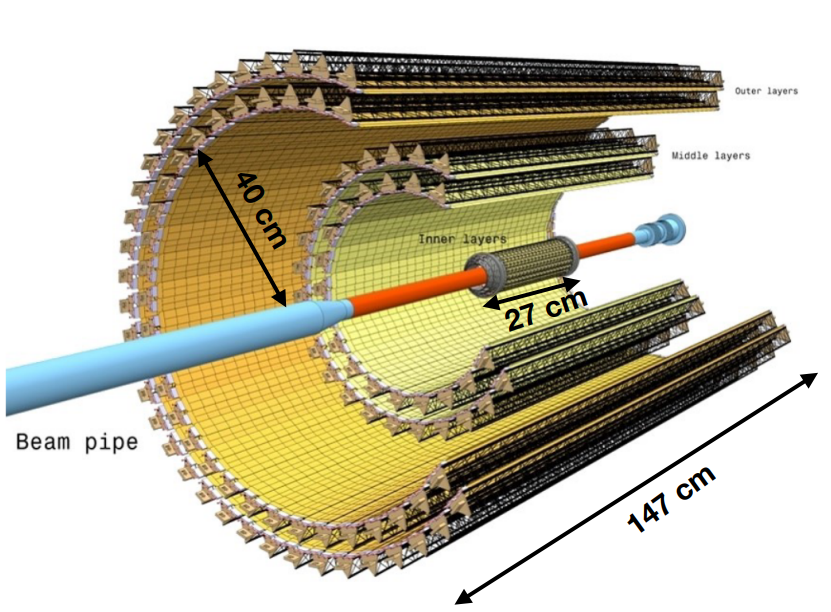 Outer layers
Middle layers
40 cm
Inner layers
27 cm
Beam pipe
147 cm